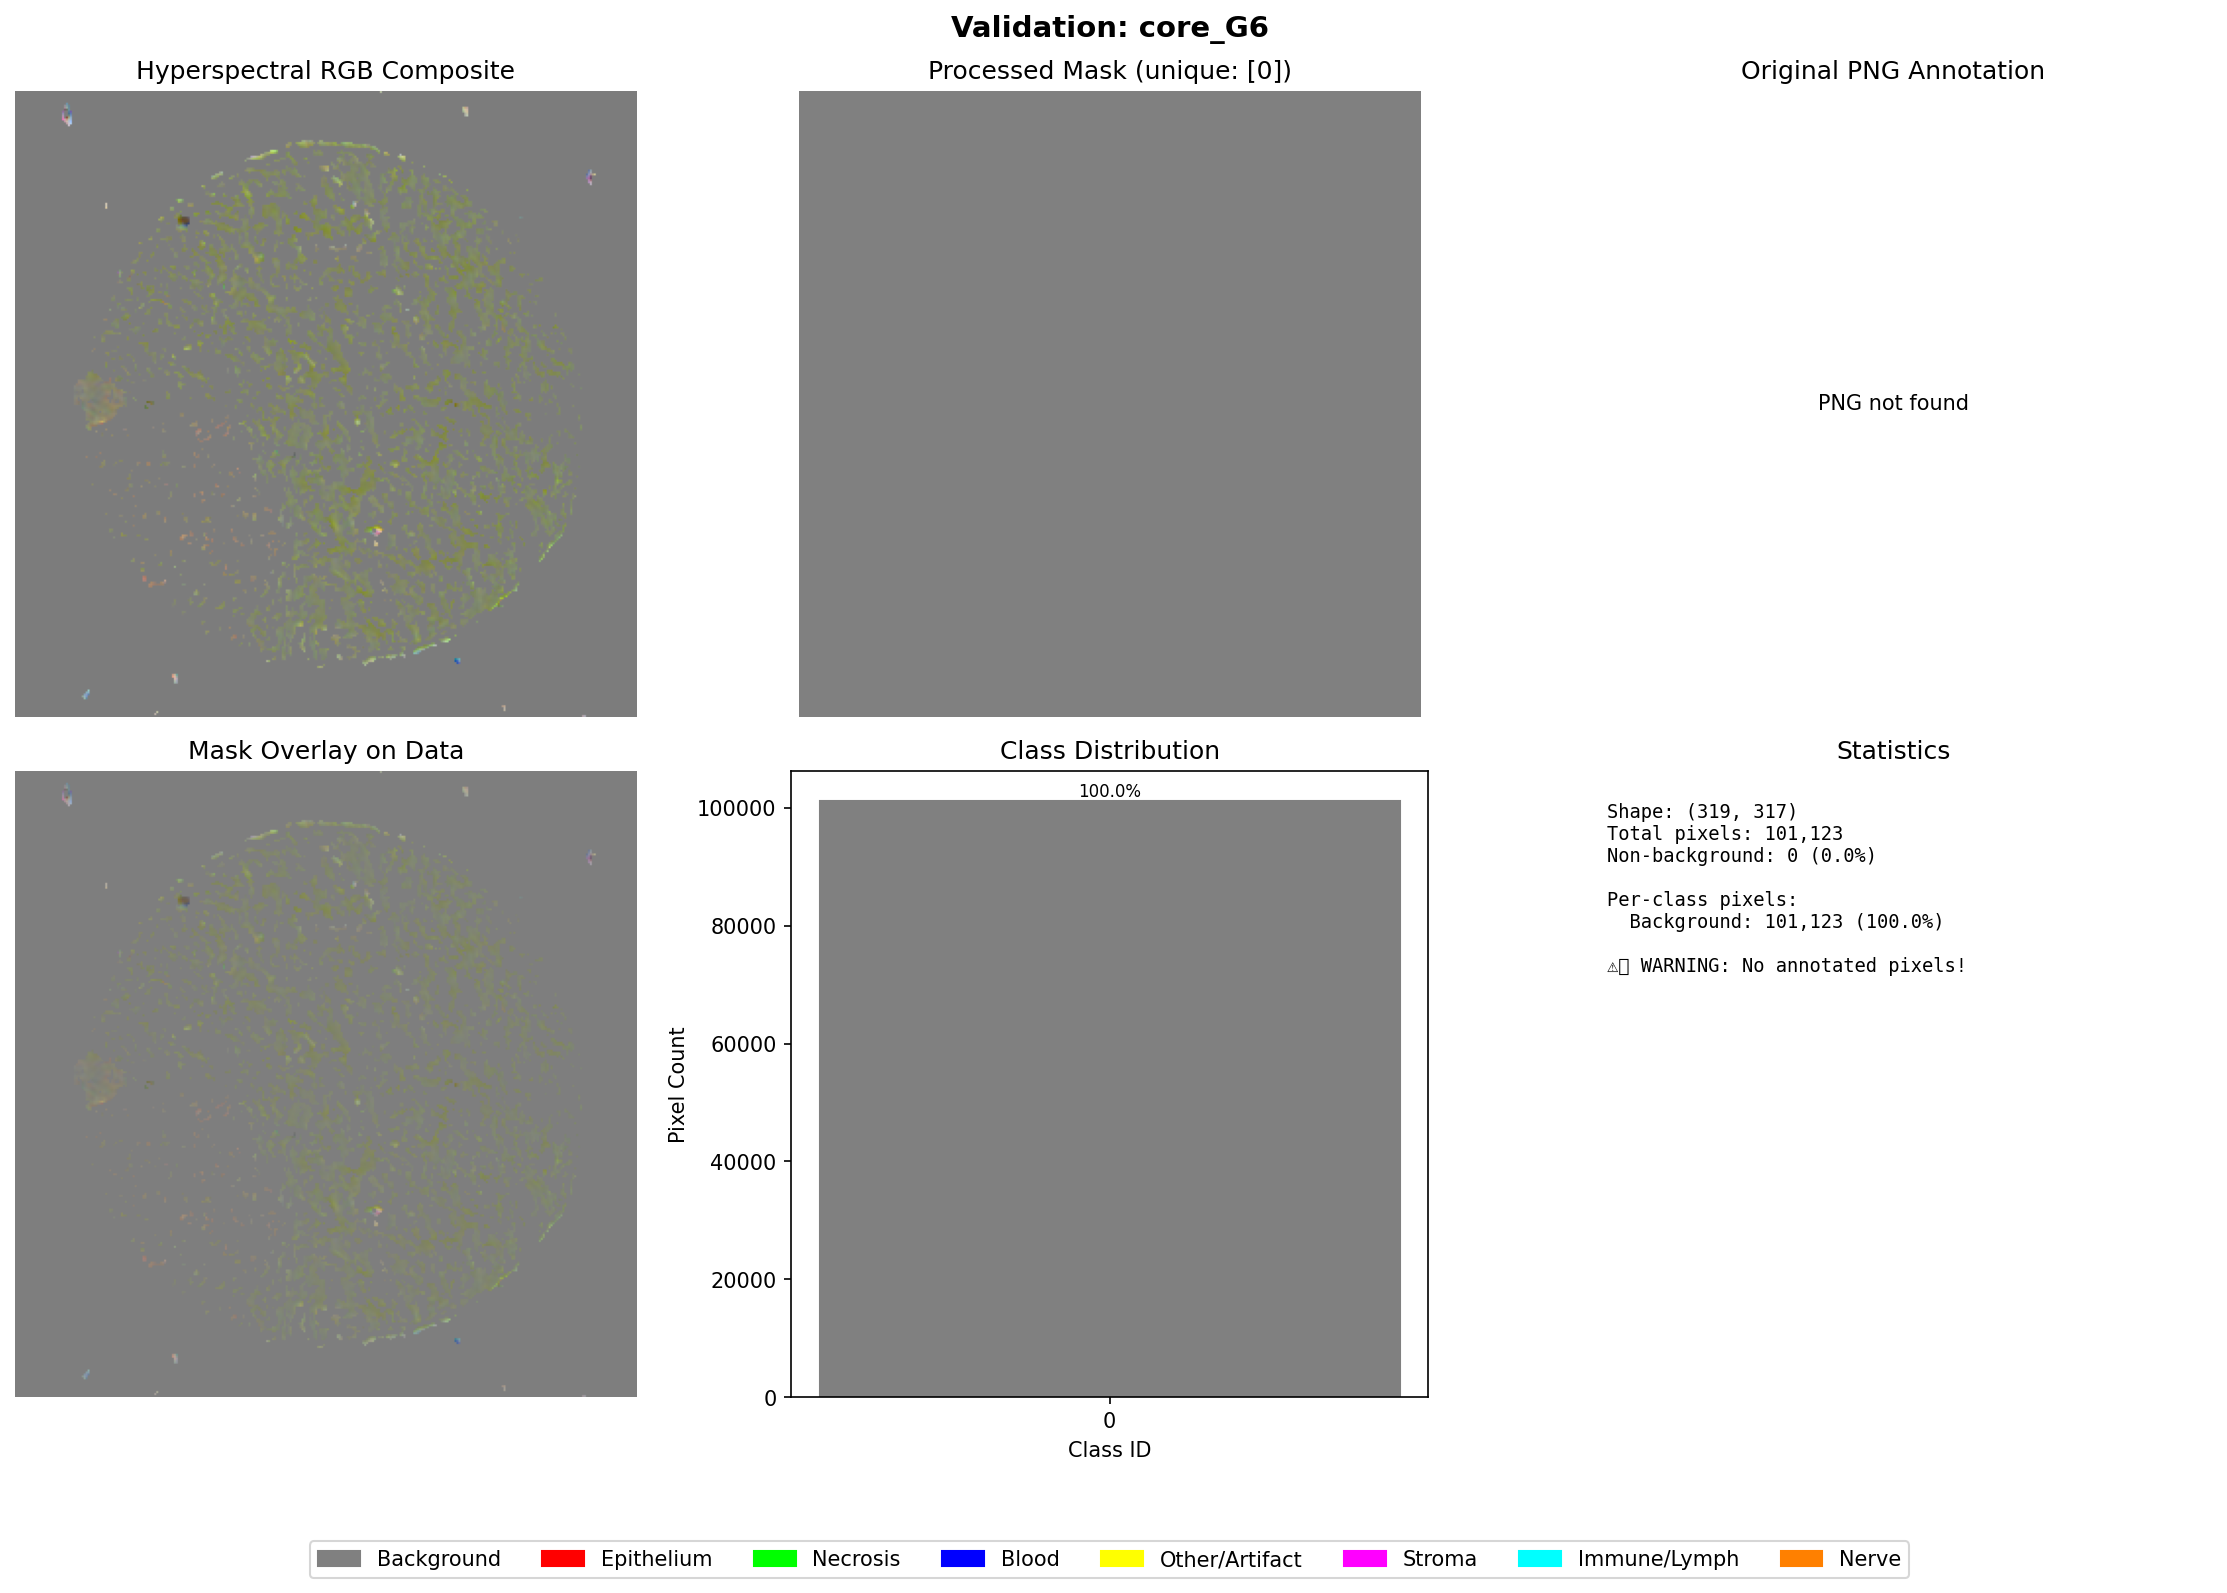 Validation: core_G6
Hyperspectral RGB Composite
Processed Mask (unique: [0])
Original PNG Annotation
PNG not found
Mask Overlay on Data
Class Distribution
Statistics
100.0%
100000
80000
60000
40000
20000
0
Pixel Count
0
Class ID
Shape: (319, 317)
Total pixels: 101,123
Non-background: 0 (0.0%)
Per-class pixels:
Background: 101,123 (100.0%)
⚠▯ WARNING: No annotated pixels!
Background
Epithelium
Necrosis
Blood
Other/Artifact
Stroma
Immune/Lymph
Nerve